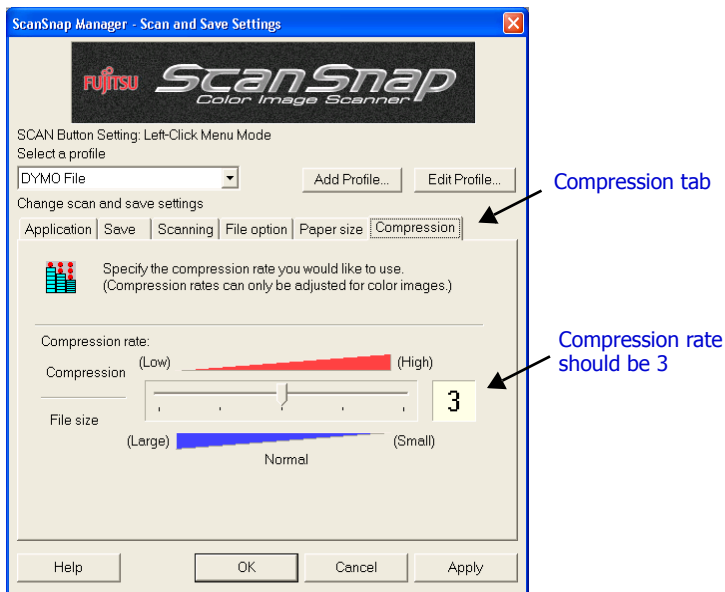 ScanSnap Manager - Scan and Save Settings
FUJITSU ScanSnap
Color Image Scanner
SCAN Button Setting: Left-Click Menu Mode
Select a profile
DYMO File
Add Profile...
Edit Profile...
Compression tab
Change scan and save settings
Application
Save
Scanning
File option
Paper size
Compression
Specify the compression rate you would like to use.
(Compression rates can only be adjusted for color images.)
Compression rate:
Compression
(Low)
(High)
Compression rate
should be 3
3
File size
(Large)
(Small)
Normal
Help
OK
Cancel
Apply